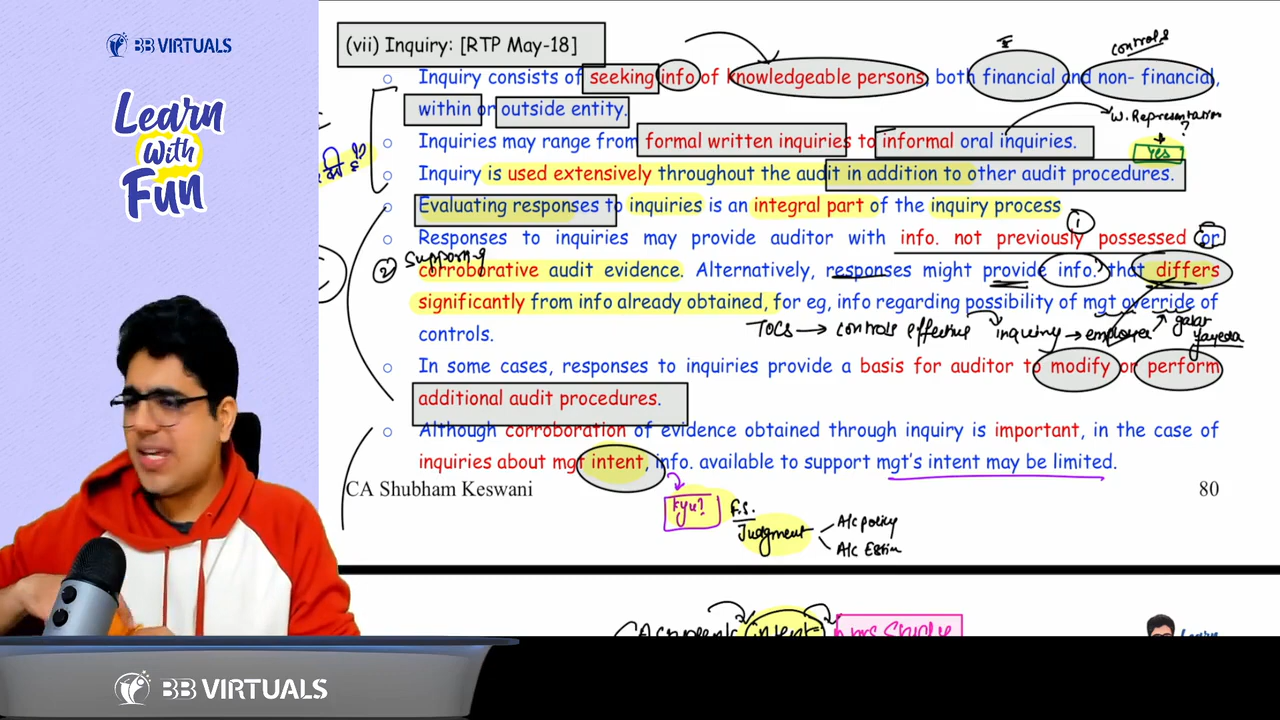 BB VIRTUALS
Learn
With
Fun
(vii) Inquiry: [RTP May-18]
controls
○ Inquiry consists of seeking info of knowledgeable persons, both financial and non- financial,
within or outside entity.
W. Representation
?
○ Inquiries may range from formal written inquiries to informal oral inquiries.
Yes
○ Inquiry is used extensively throughout the audit in addition to other audit procedures.
○ Evaluating responses to inquiries is an integral part of the inquiry process
1
○ Responses to inquiries may provide auditor with info. not previously possessed or
2 Supporting
corroborative audit evidence. Alternatively, responses might provide info. that differs
significantly from info already obtained, for eg, info regarding possibility of mgt override of
controls.
TOCs → controls effective inquiry → employee galat
fayeda
○ In some cases, responses to inquiries provide a basis for auditor to modify or perform
additional audit procedures.
○ Although corroboration of evidence obtained through inquiry is important, in the case of
inquiries about mgt intent, info. available to support mgt's intent may be limited.
CA Shubham Keswani 80
Kyu? F.S.
Judgment
A/c policy
A/c Estim
intent
Learn
BB VIRTUALS